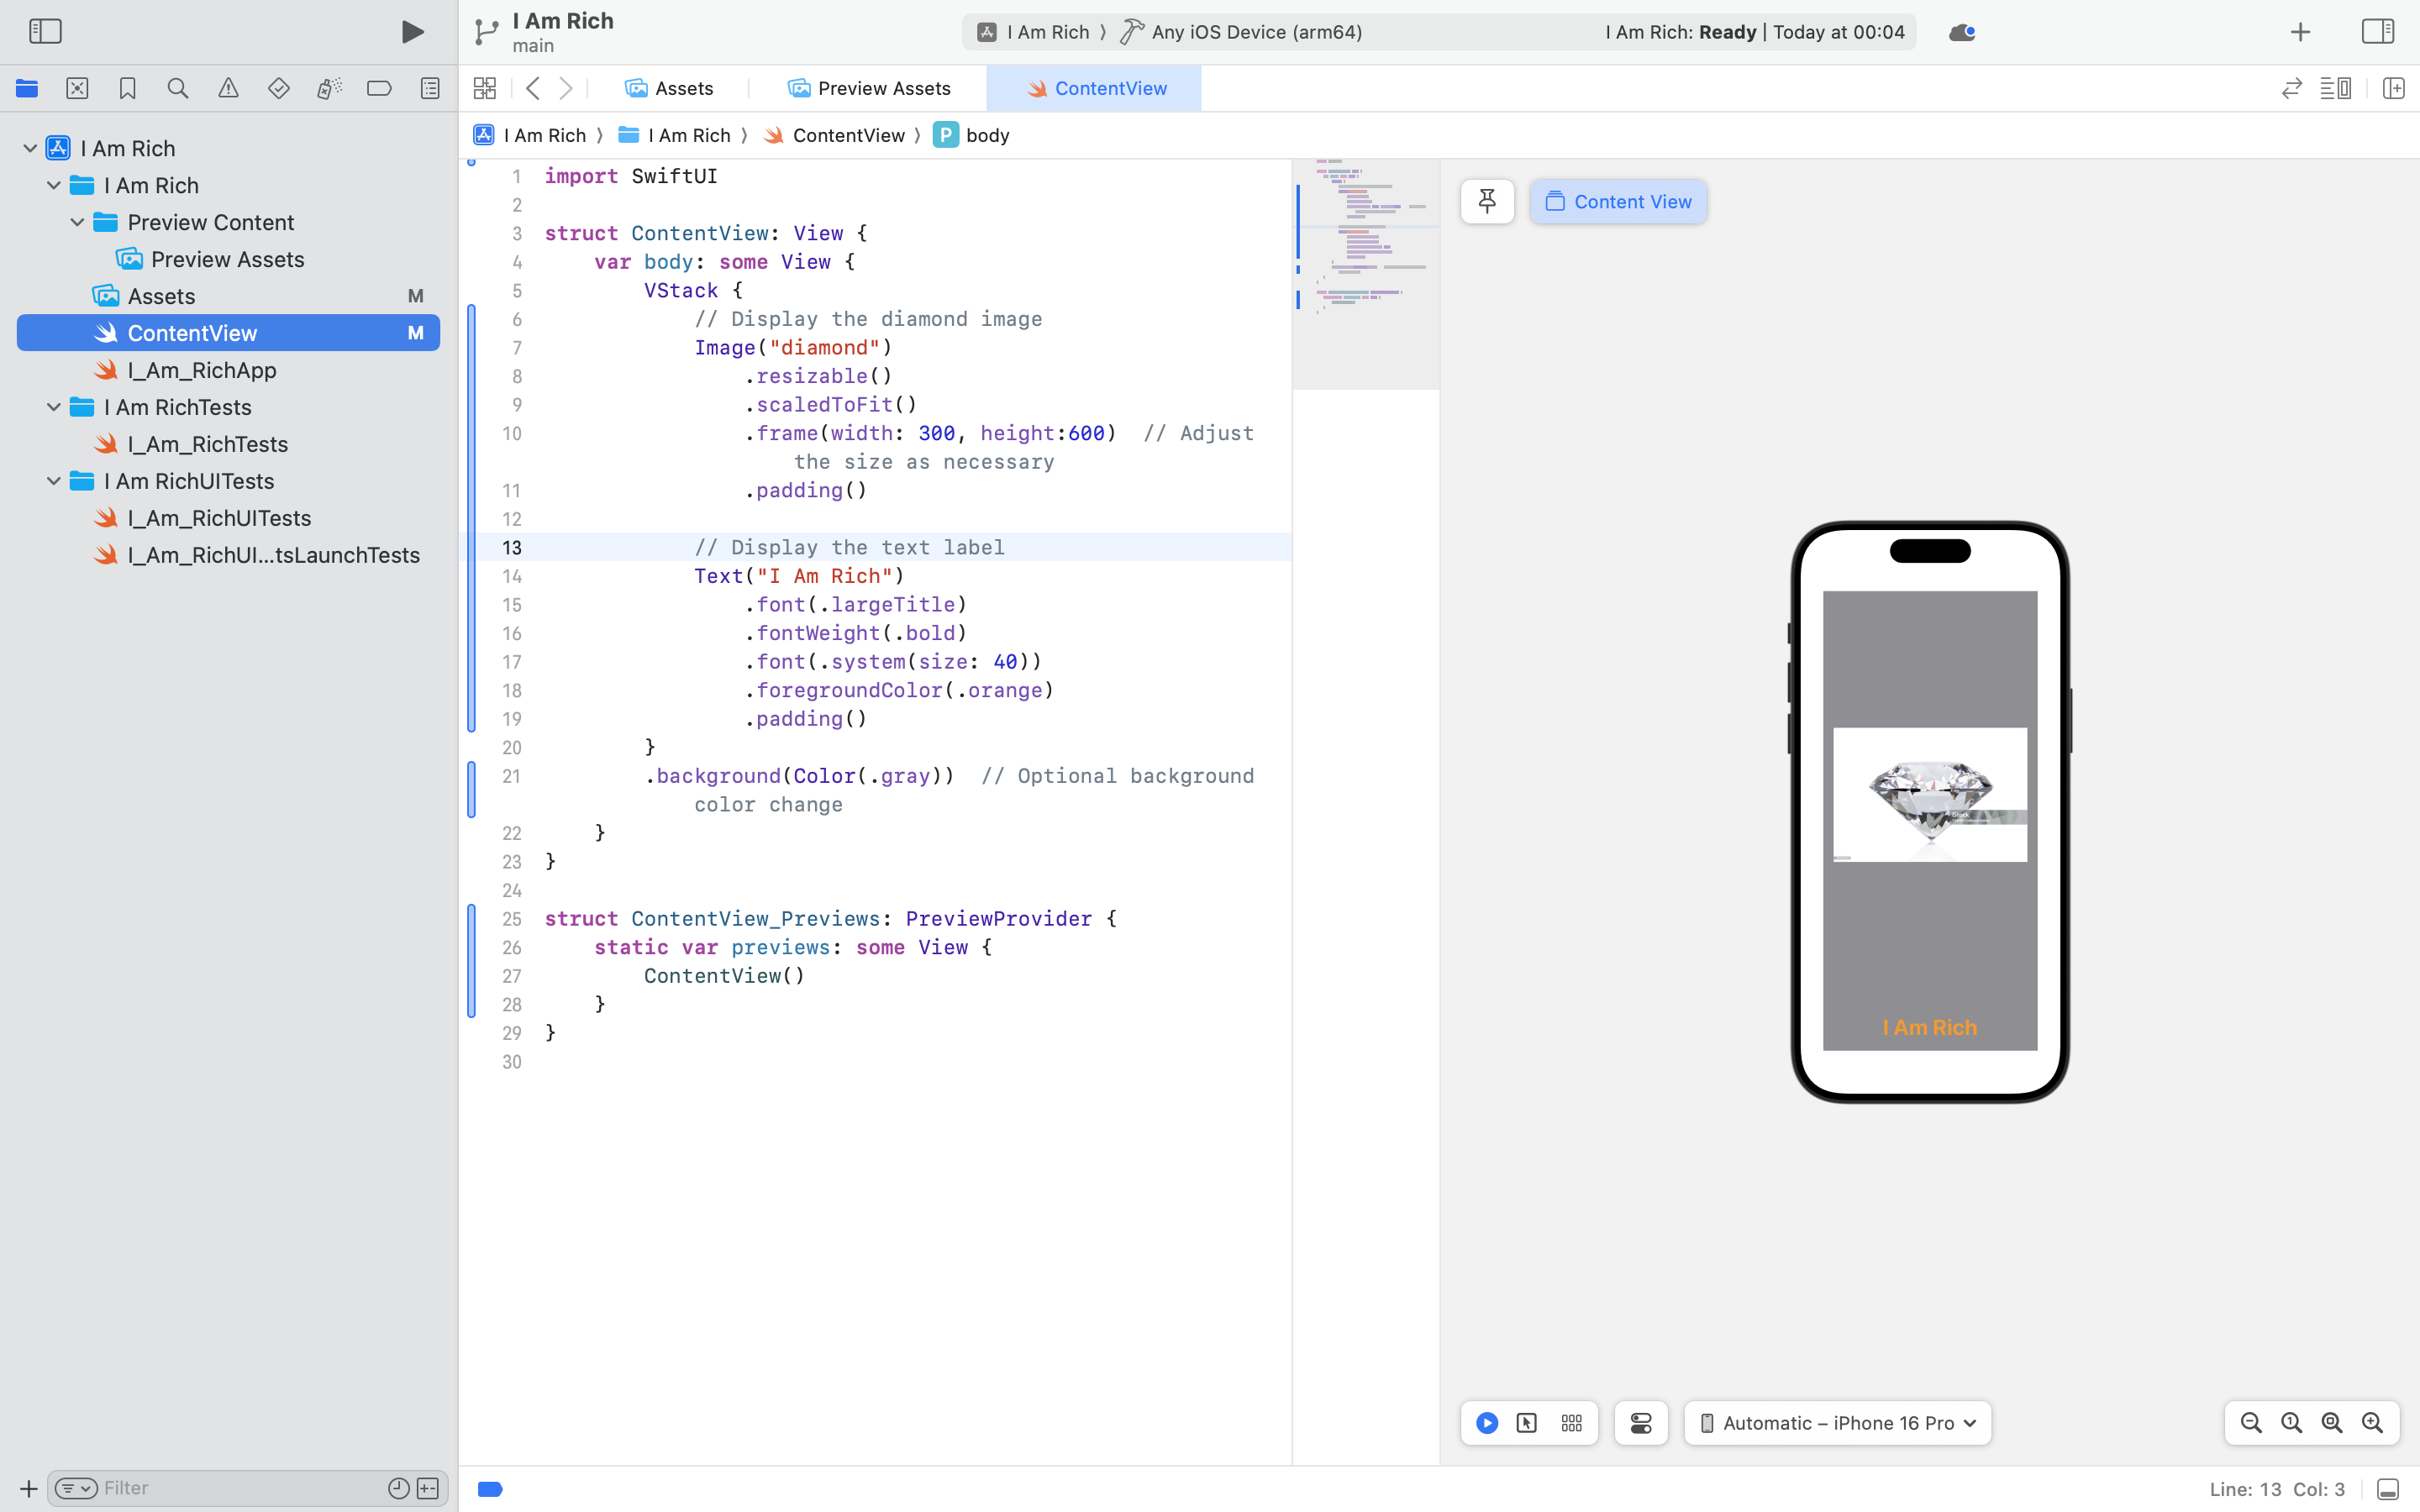 I Am Rich
main
I Am Rich
Any iOS Device (arm64)
I Am Rich: Ready | Today at 00:04
Assets
Preview Assets
ContentView
I Am Rich
I Am Rich
ContentView
P
body
I Am Rich
I Am Rich
Preview Content
Preview Assets
Assets
M
ContentView
M
I_Am_RichApp
I Am RichTests
I_Am_RichTests
I Am RichUITests
I_Am_RichUITests
I_Am_RichUI...tsLaunchTests
Filter
1 import SwiftUI
2
3 struct ContentView: View {
4 var body: some View {
5 VStack {
6 // Display the diamond image
7 Image("diamond")
8 .resizable()
9 .scaledToFit()
10 .frame(width: 300, height:600) // Adjust
the size as necessary
11 .padding()
12
13 // Display the text label
14 Text("I Am Rich")
15 .font(.largeTitle)
16 .fontWeight(.bold)
17 .font(.system(size: 40))
18 .foregroundColor(.orange)
19 .padding()
20 }
21 .background(Color(.gray)) // Optional background
color change
22 }
23 }
24
25 struct ContentView_Previews: PreviewProvider {
26 static var previews: some View {
27 ContentView()
28 }
29 }
30
Content View
iStock
I Am Rich
Automatic – iPhone 16 Pro
Line: 13 Col: 3